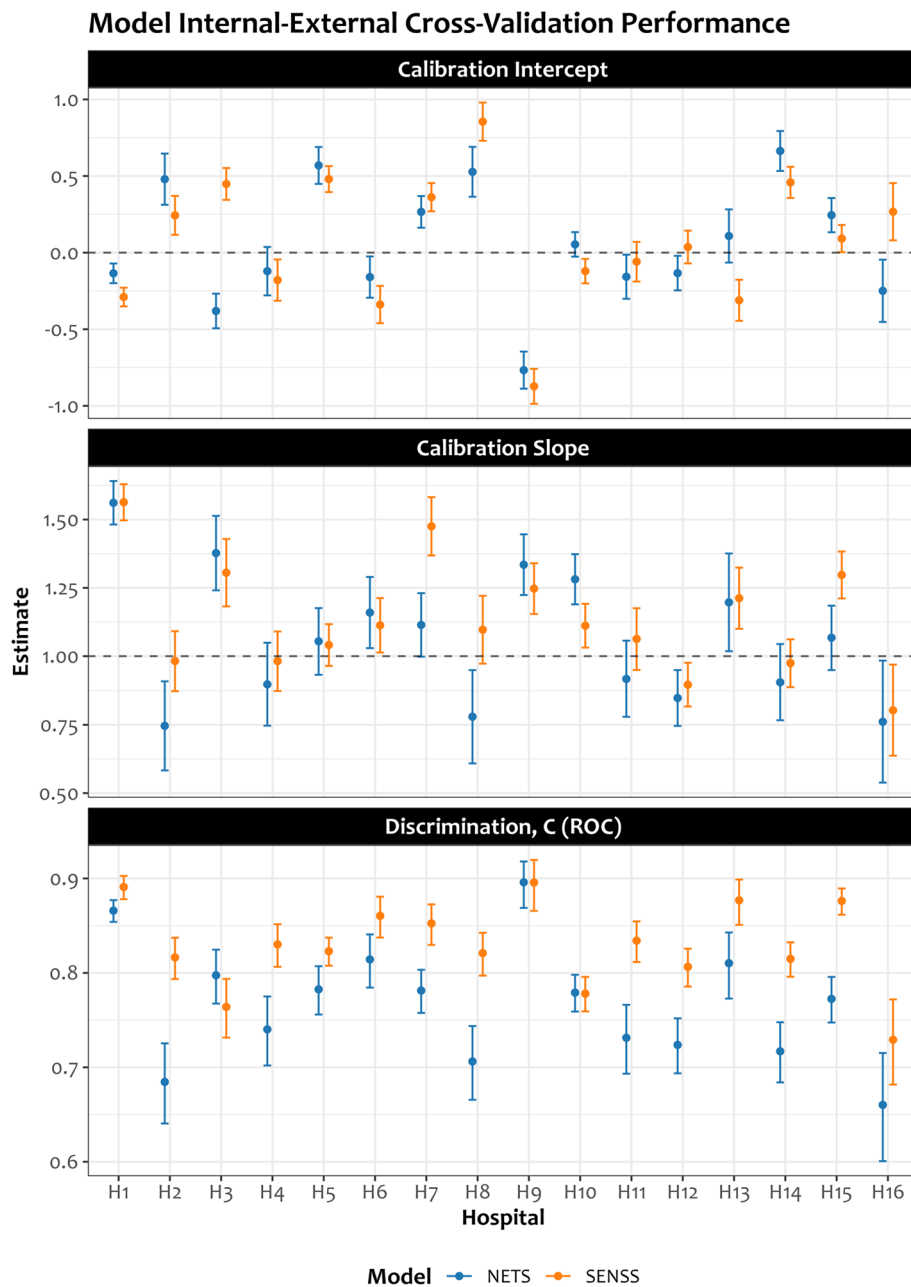 Model Internal-External Cross-Validation Performance
Calibration Intercept
1.0
0.5
0.0
-0.5
-1.0
Calibration Slope
1.50
1.25
1.00
0.75
0.50
Estimate
Discrimination, C (ROC)
0.9
0.8
0.7
0.6
H1 H2 H3 H4 H5 H6 H7 H8 H9 H10 H11 H12 H13 H14 H15 H16
Hospital
Model NETS SENSS